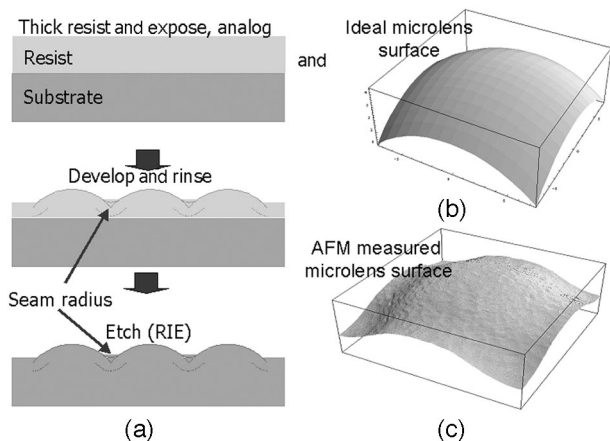 Thick resist and expose, analog
Resist
Substrate
Develop and rinse
Seam radius
Etch (RIE)
(a)
and
Ideal microlens
surface
(b)
AFM measured
microlens surface
(c)